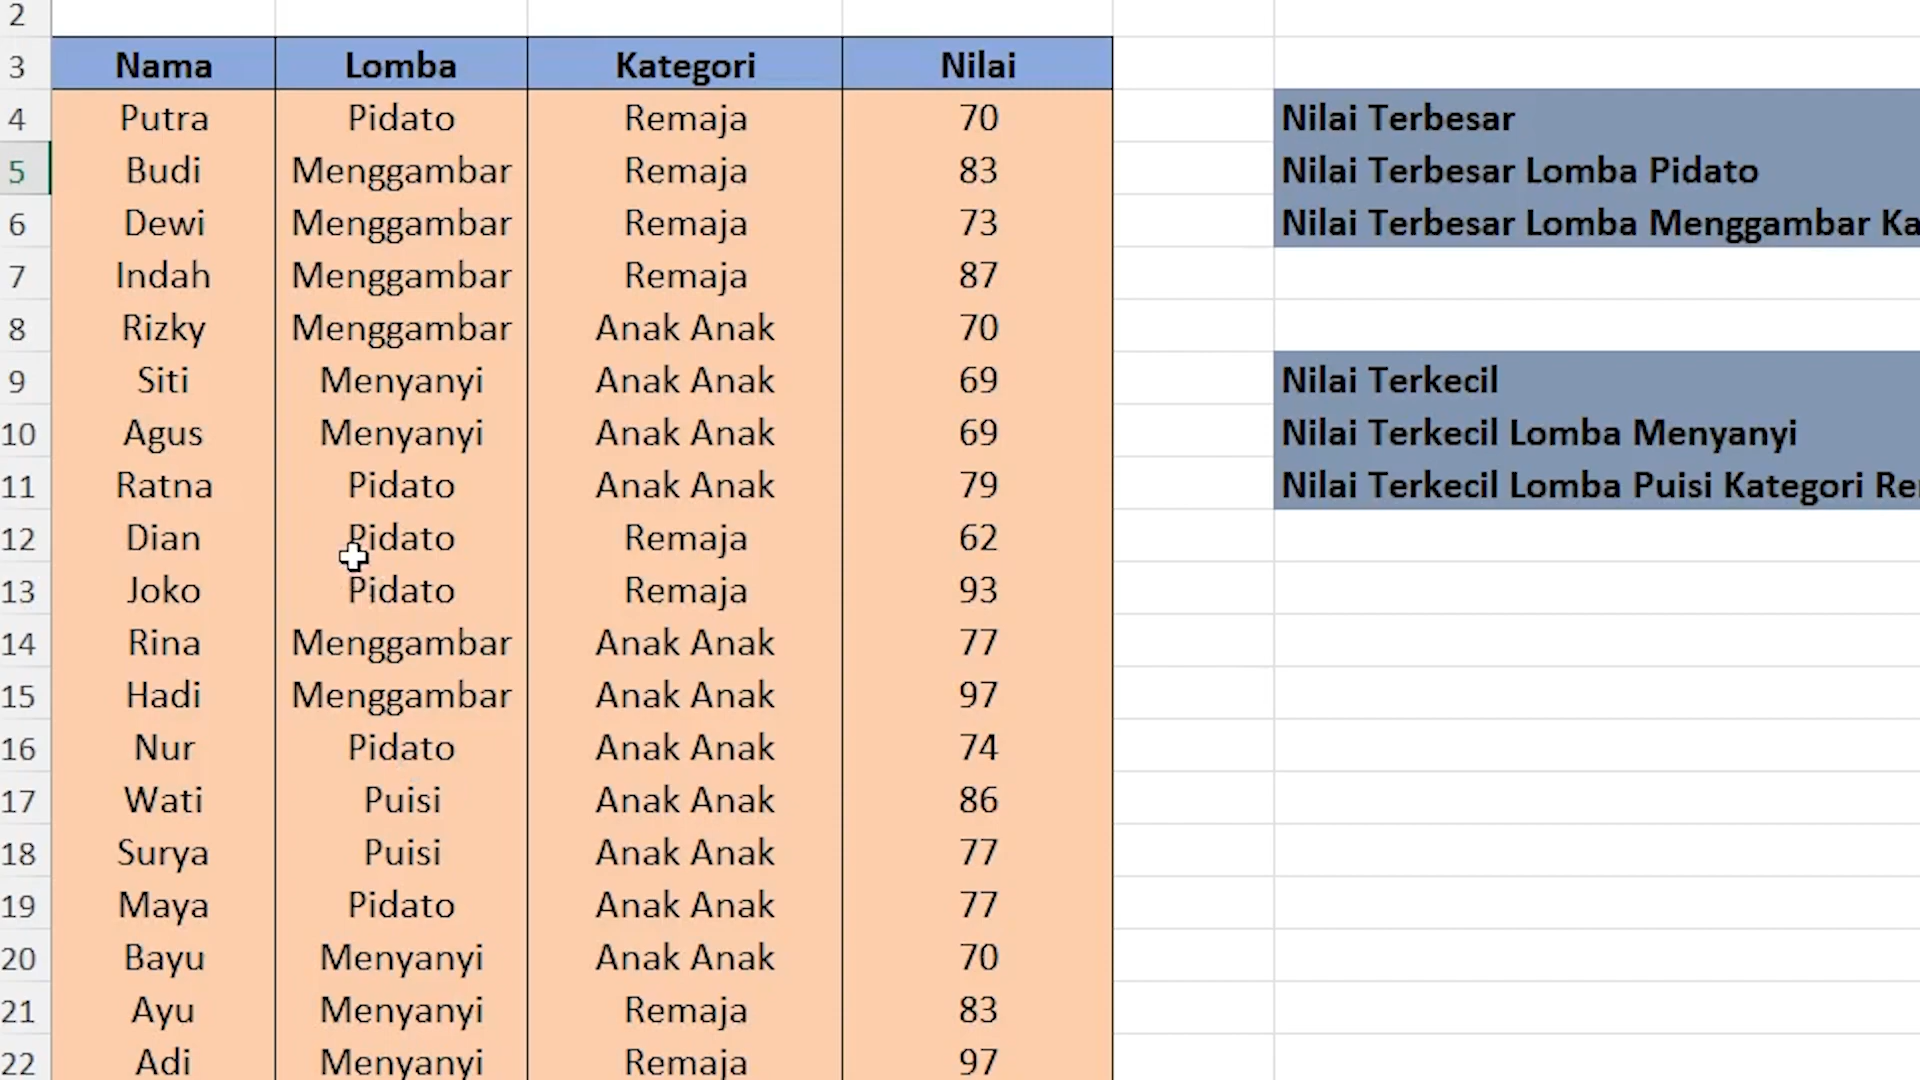 2
3 Nama Lomba Kategori Nilai
4 Putra Pidato Remaja 70 Nilai Terbesar
5 Budi Menggambar Remaja 83 Nilai Terbesar Lomba Pidato
6 Dewi Menggambar Remaja 73 Nilai Terbesar Lomba Menggambar Ka
7 Indah Menggambar Remaja 87
8 Rizky Menggambar Anak Anak 70
9 Siti Menyanyi Anak Anak 69 Nilai Terkecil
10 Agus Menyanyi Anak Anak 69 Nilai Terkecil Lomba Menyanyi
11 Ratna Pidato Anak Anak 79 Nilai Terkecil Lomba Puisi Kategori Re
12 Dian Pidato Remaja 62
13 Joko Pidato Remaja 93
14 Rina Menggambar Anak Anak 77
15 Hadi Menggambar Anak Anak 97
16 Nur Pidato Anak Anak 74
17 Wati Puisi Anak Anak 86
18 Surya Puisi Anak Anak 77
19 Maya Pidato Anak Anak 77
20 Bayu Menyanyi Anak Anak 70
21 Ayu Menyanyi Remaja 83
22 Adi Menyanyi Remaja 97